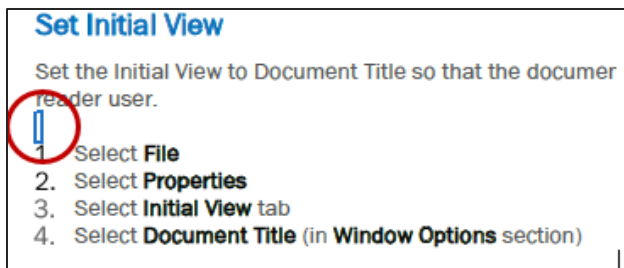 Set Initial View
Set the Initial View to Document Title so that the documer
reader user.
1. Select File
2. Select Properties
3. Select Initial View tab
4. Select Document Title (in Window Options section)